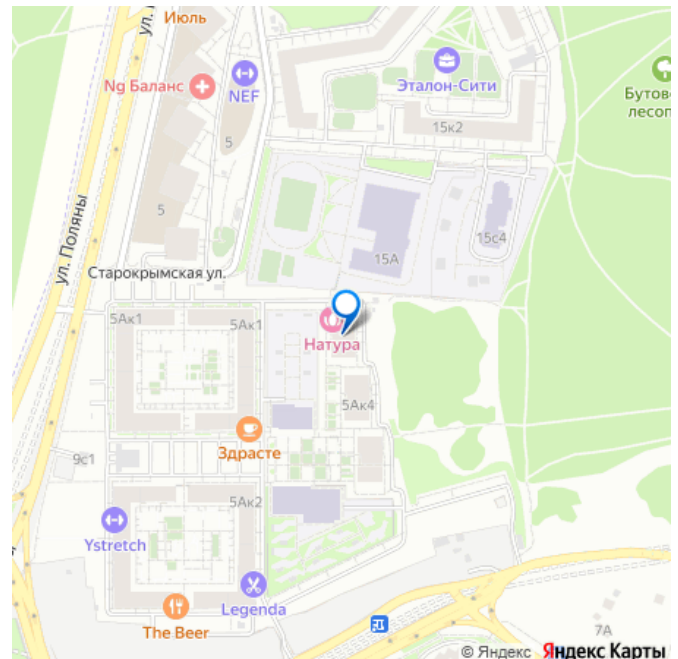 Июль
ул.
Ng Баланс
NEF
Эталон-Сити
Бутово
лесоп
15к2
5
5
ул. Поляны
15А
15с4
Старокрымская ул.
5Ак1
5Ак1
Натура
5Ак4
Здрасте
9с1
5Ак2
Ystretch
Legenda
The Beer
7А
© Яндекс Яндекс Карты